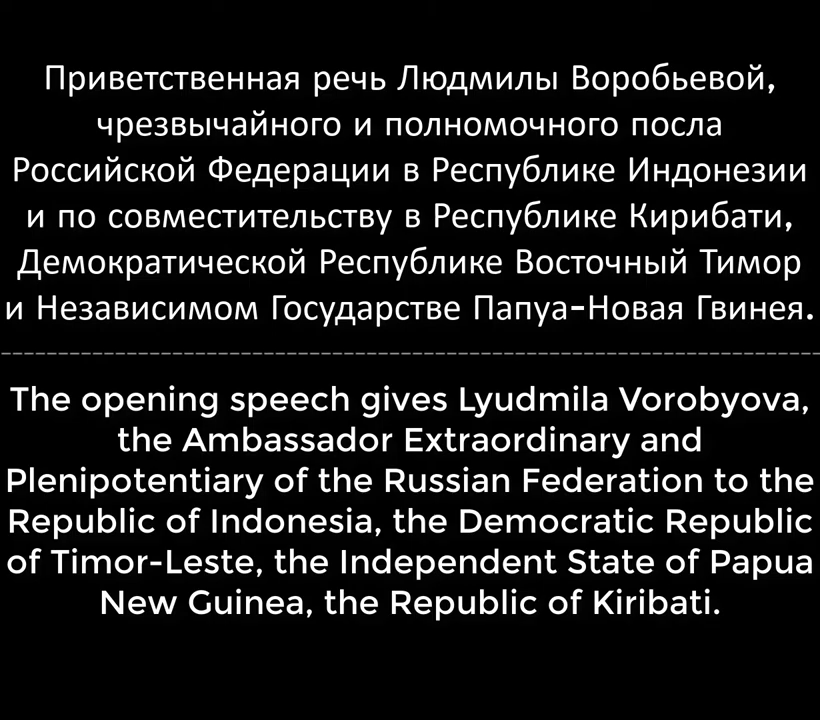 Приветственная речь Людмилы Воробьевой,
чрезвычайного и полномочного посла
Российской Федерации в Республике Индонезии
и по совместительству в Республике Кирибати,
Демократической Республике Восточный Тимор
и Независимом Государстве Папуа-Новая Гвинея.
The opening speech gives Lyudmila Vorobyova,
the Ambassador Extraordinary and
Plenipotentiary of the Russian Federation to the
Republic of Indonesia, the Democratic Republic
of Timor-Leste, the Independent State of Papua
New Guinea, the Republic of Kiribati.